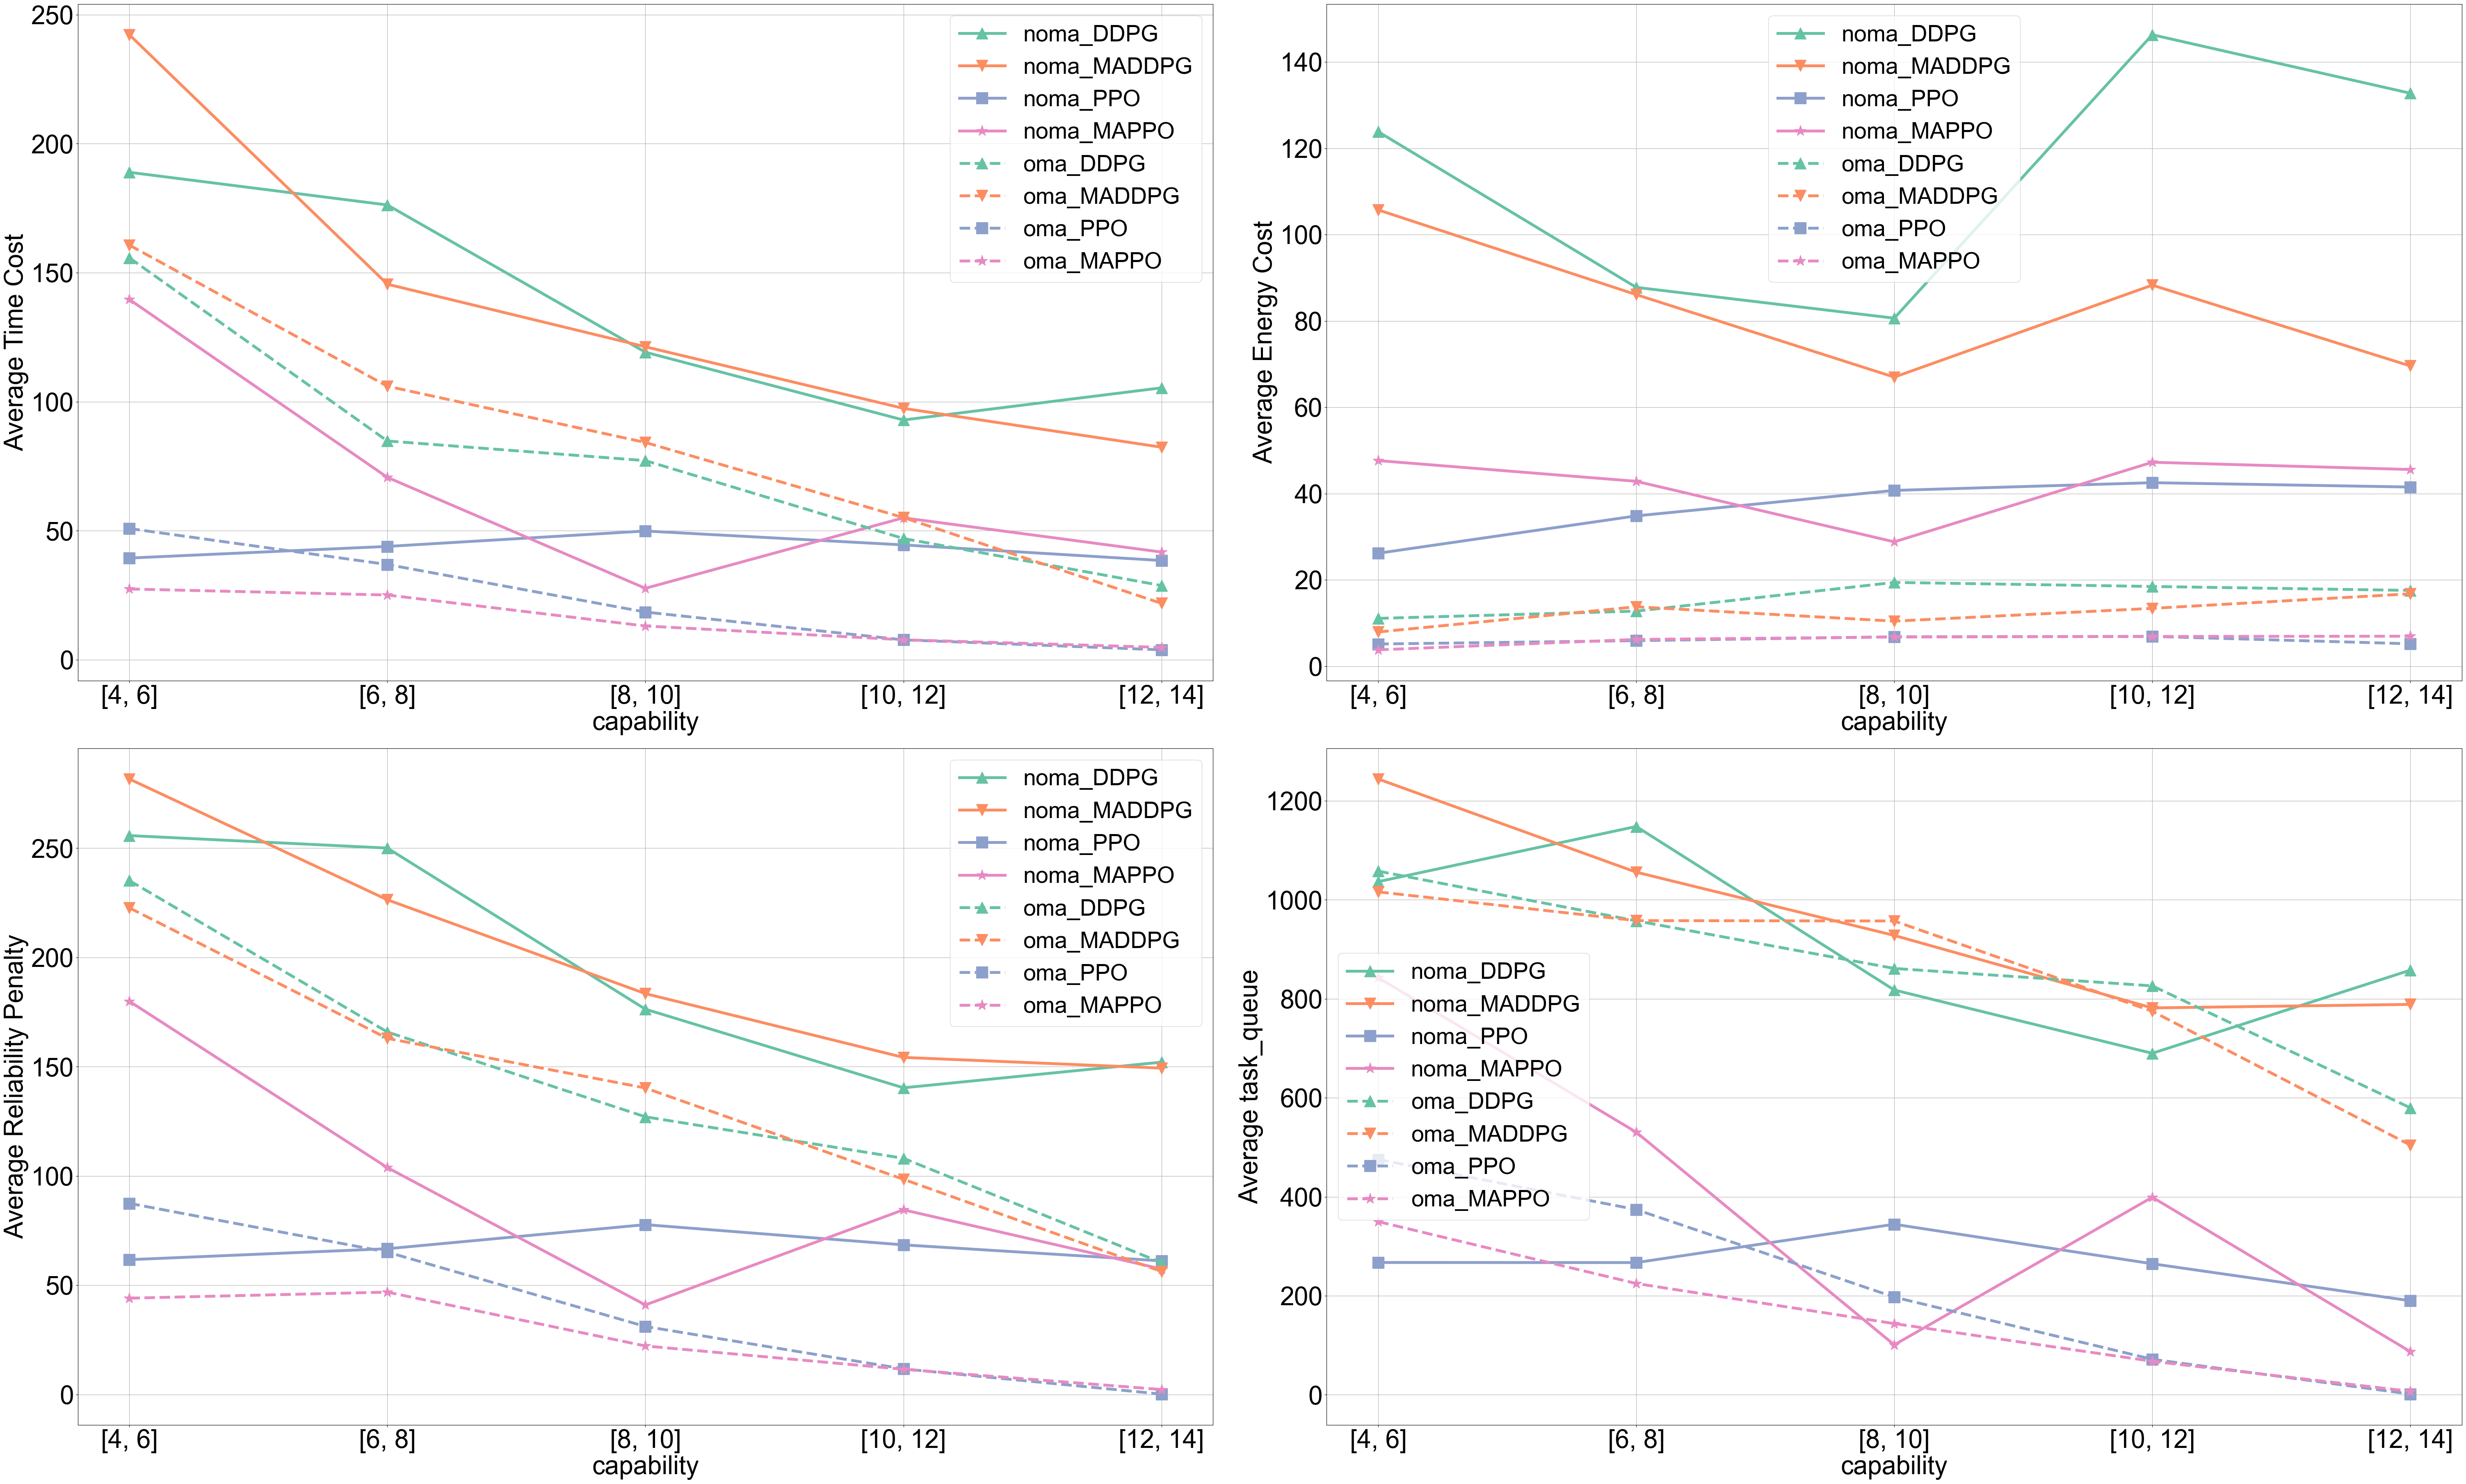 Average Time Cost
250
200
150
100
50
0
[4, 6]
[6, 8]
[8, 10]
[10, 12]
[12, 14]
capability
noma_DDPG
noma_MADDPG
noma_PPO
noma_MAPPO
oma_DDPG
oma_MADDPG
oma_PPO
oma_MAPPO
Average Energy Cost
140
120
100
80
60
40
20
0
[4, 6]
[6, 8]
[8, 10]
[10, 12]
[12, 14]
capability
noma_DDPG
noma_MADDPG
noma_PPO
noma_MAPPO
oma_DDPG
oma_MADDPG
oma_PPO
oma_MAPPO
Average Reliability Penalty
250
200
150
100
50
0
[4, 6]
[6, 8]
[8, 10]
[10, 12]
[12, 14]
capability
noma_DDPG
noma_MADDPG
noma_PPO
noma_MAPPO
oma_DDPG
oma_MADDPG
oma_PPO
oma_MAPPO
Average task_queue
1200
1000
800
600
400
200
0
[4, 6]
[6, 8]
[8, 10]
[10, 12]
[12, 14]
capability
noma_DDPG
noma_MADDPG
noma_PPO
noma_MAPPO
oma_DDPG
oma_MADDPG
oma_PPO
oma_MAPPO